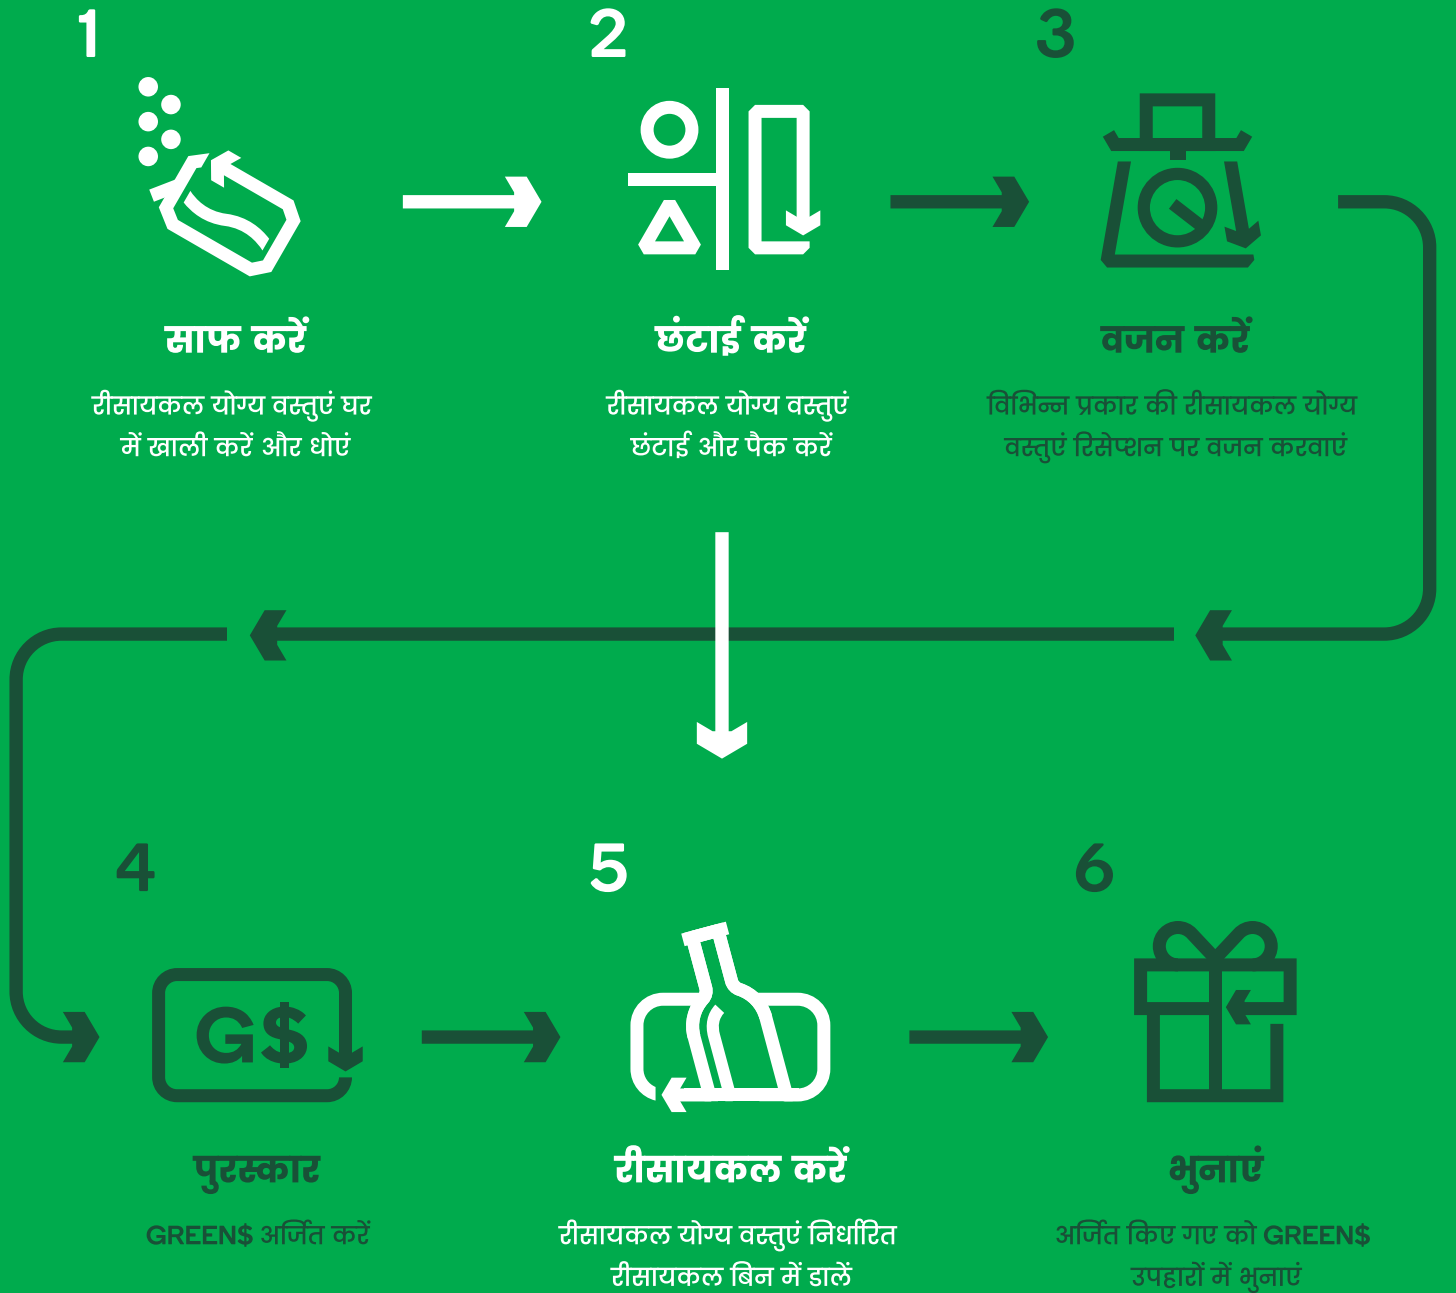 1
साफ करें
रीसायकल योग्य वस्तुएं घर
में खाली करें और धोएं
2
छंटाई करें
रीसायकल योग्य वस्तुएं
छंटाई और पैक करें
3
वजन करें
विभिन्न प्रकार की रीसायकल योग्य
वस्तुएं रिसेप्शन पर वजन करवाएं
4
G$
पुरस्कार
GREEN$ अर्जित करें
5
रीसायकल करें
रीसायकल योग्य वस्तुएं निर्धारित
रीसायकल बिन में डालें
6
भुनाएं
अर्जित किए गए को GREEN$
उपहारों में भुनाएं